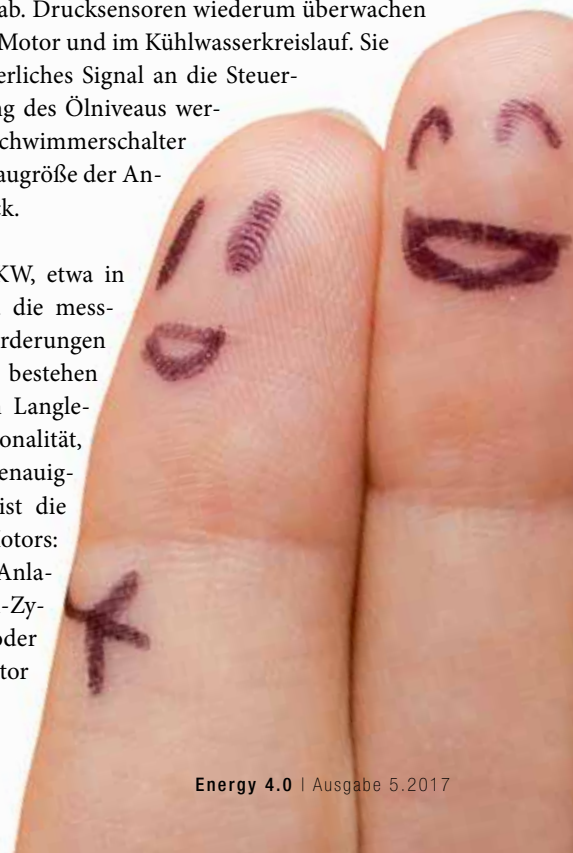 ab. Drucksensoren wiederum überwachen
Motor und im Kühlwasserkreislauf. Sie
erliches Signal an die Steuer-
ng des Ölniveaus wer-
chwimmerschalter
augröße der An-
ck.
KW, etwa in
die mess-
rderungen
bestehen
Langle-
onalität,
enauig-
ist die
otors:
Anla-
-Zy-
oder
tor
Energy 4.0 | Ausgabe 5.2017